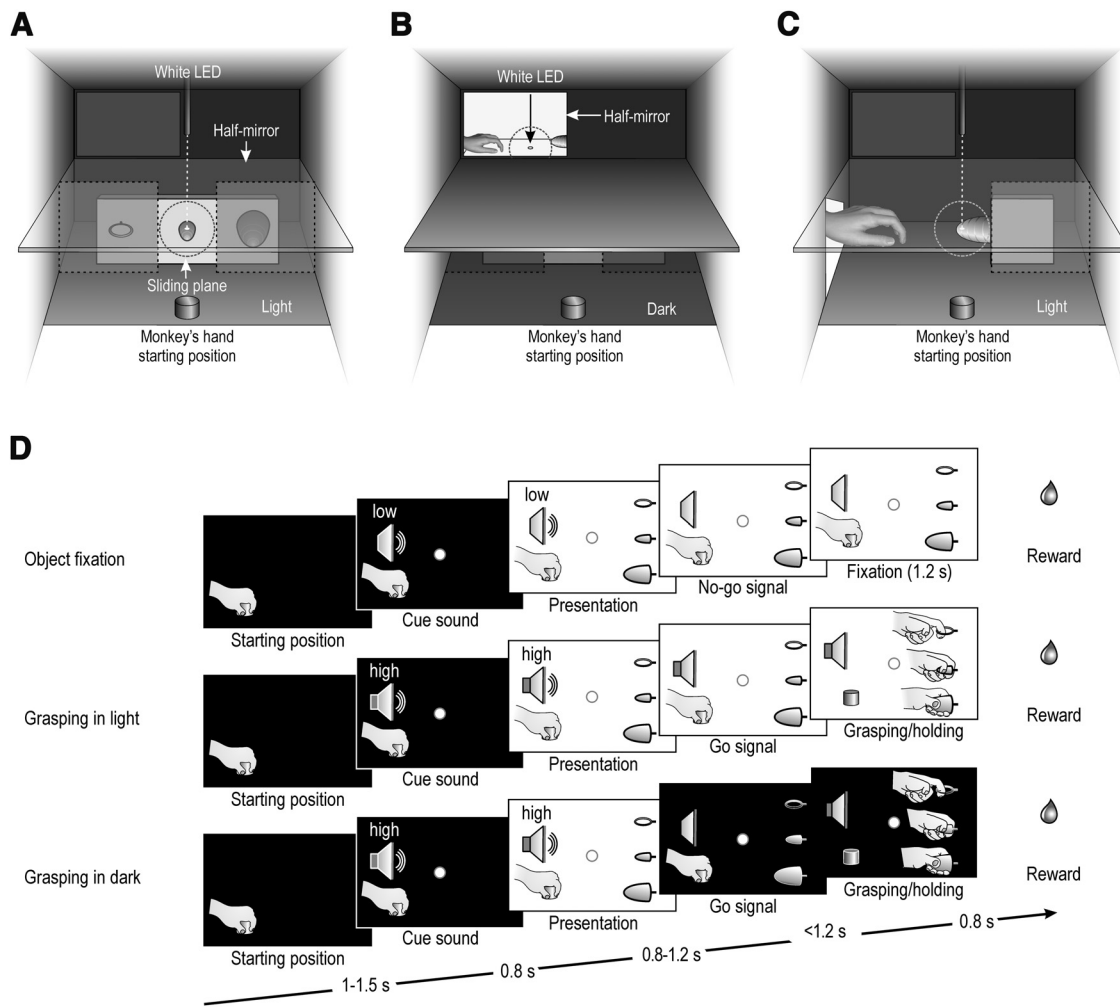 A
White LED
Half-mirror
Sliding plane
Light
Monkey's hand
starting position
B
White LED
Half-mirror
Dark
Monkey's hand
starting position
C
Light
Monkey's hand
starting position
D
Object fixation
Starting position
low
Cue sound
low
Presentation
No-go signal
Fixation (1.2 s)
Reward
Grasping in light
Starting position
high
Cue sound
high
Presentation
Go signal
Grasping/holding
Reward
Grasping in dark
Starting position
high
Cue sound
high
Presentation
Go signal
Grasping/holding
Reward
1-1.5 s
0.8 s
0.8-1.2 s
<1.2 s
0.8 s